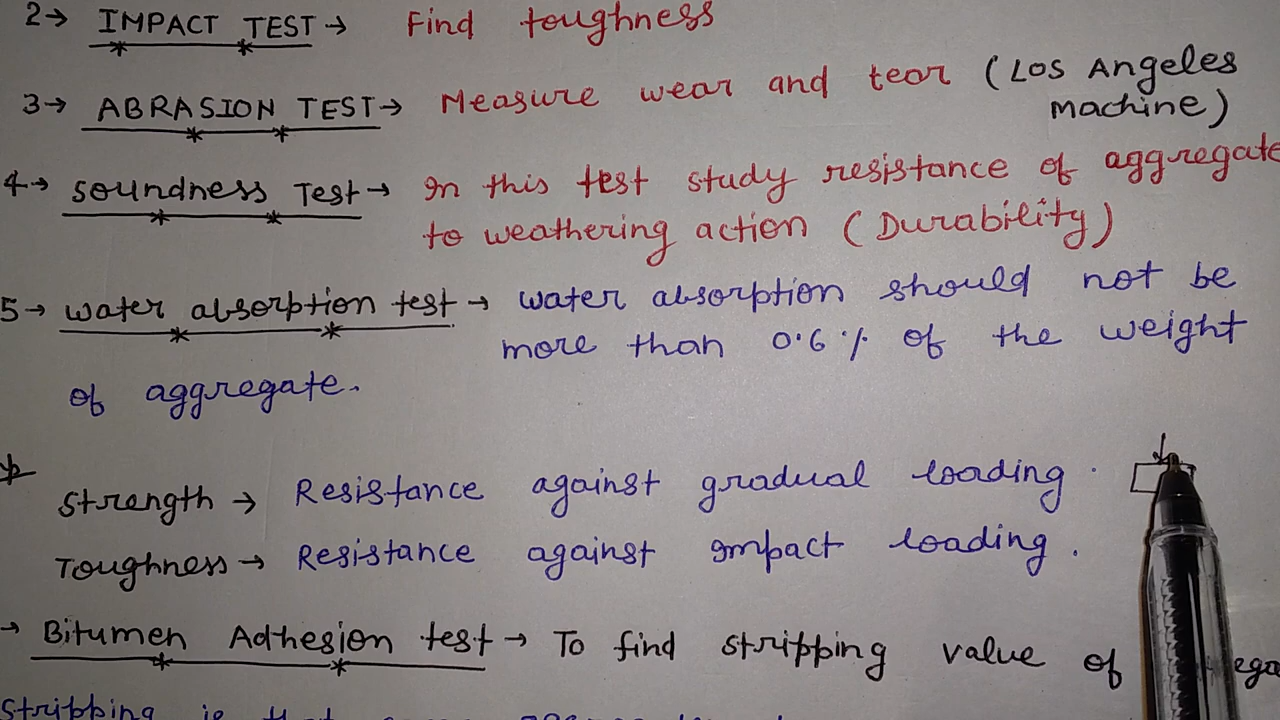 2→ IMPACT TEST → Find toughness
3→ ABRASION TEST→ Measure wear and tear (Los Angeles
machine)
4→ Soundness Test→ In this test study resistance of aggregate
to weathering action (Durability)
5→ water absorption test → water absorption should not be
more than 0.6% of the weight
of aggregate.
Strength → Resistance against gradual loading.
Toughness → Resistance against Impact loading.
→ Bitumen Adhesion test → To find stripping value of
Stripping is that